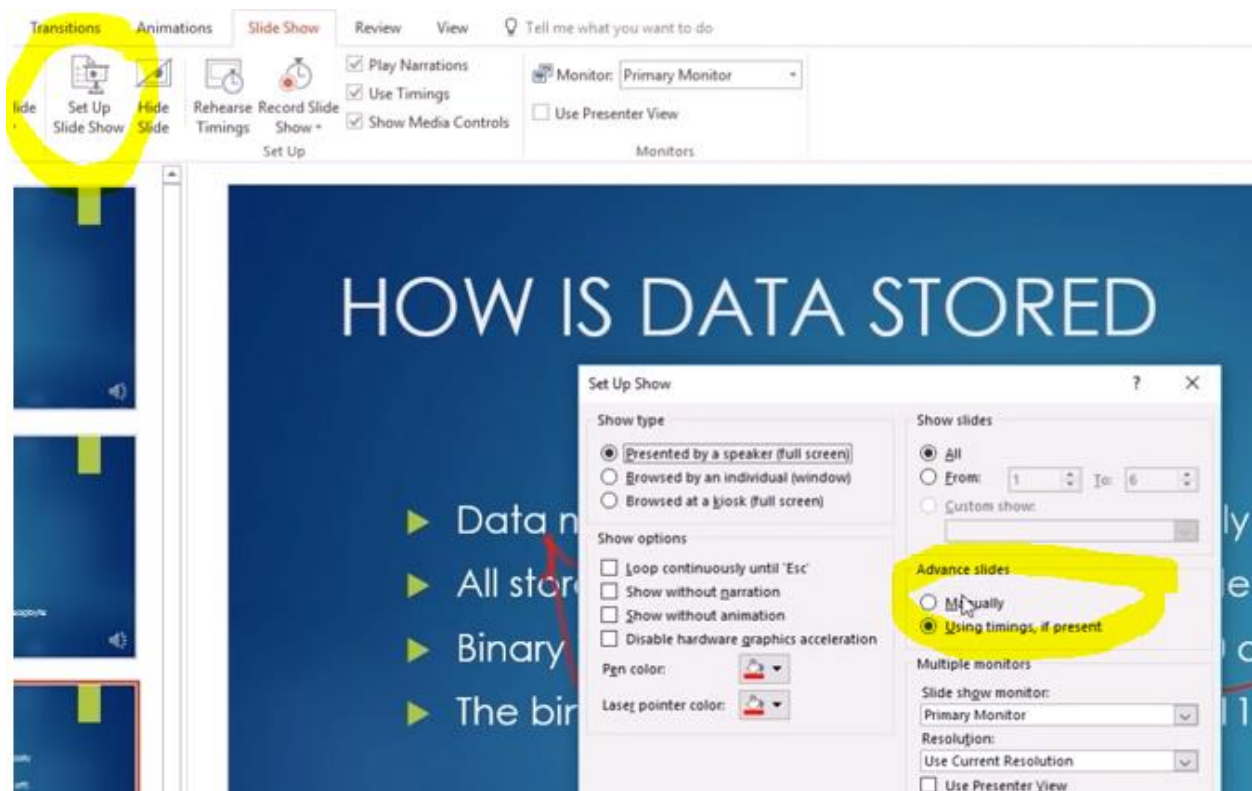 Transitions Animations Slide Show Review View Tell me what you want to do
Play Narrations
Monitor: Primary Monitor
Use Timings
lide Set Up Hide Rehearse Record Slide
Use Presenter View
Slide Show Slide Timings Show
Show Media Controls
Set Up Monitors
HOW IS DATA STORED
Set Up Show ? X
Show type
Presented by a speaker (full screen)
Browsed by an individual (window)
Browsed at a kiosk (full screen)
Show options
Loop continuously until 'Esc'
Show without narration
Show without animation
Disable hardware graphics acceleration
Pen color:
Laser pointer color:
Show slides
All
From: 1 To: 6
Custom show:
Advance slides
Manually
Using timings, if present
Multiple monitors
Slide show monitor:
Primary Monitor
Resolution:
Use Current Resolution
Use Presenter View
Data n ly
All stor
Binary
The bin